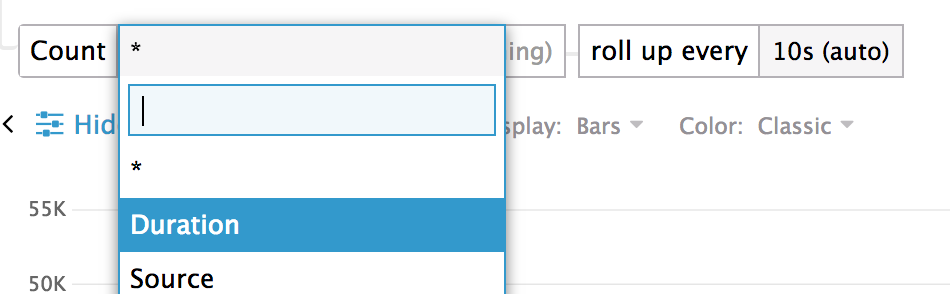 Count * ing) roll up every 10s (auto)
Hid splay: Bars Color: Classic
*
55K
Duration
50K Source